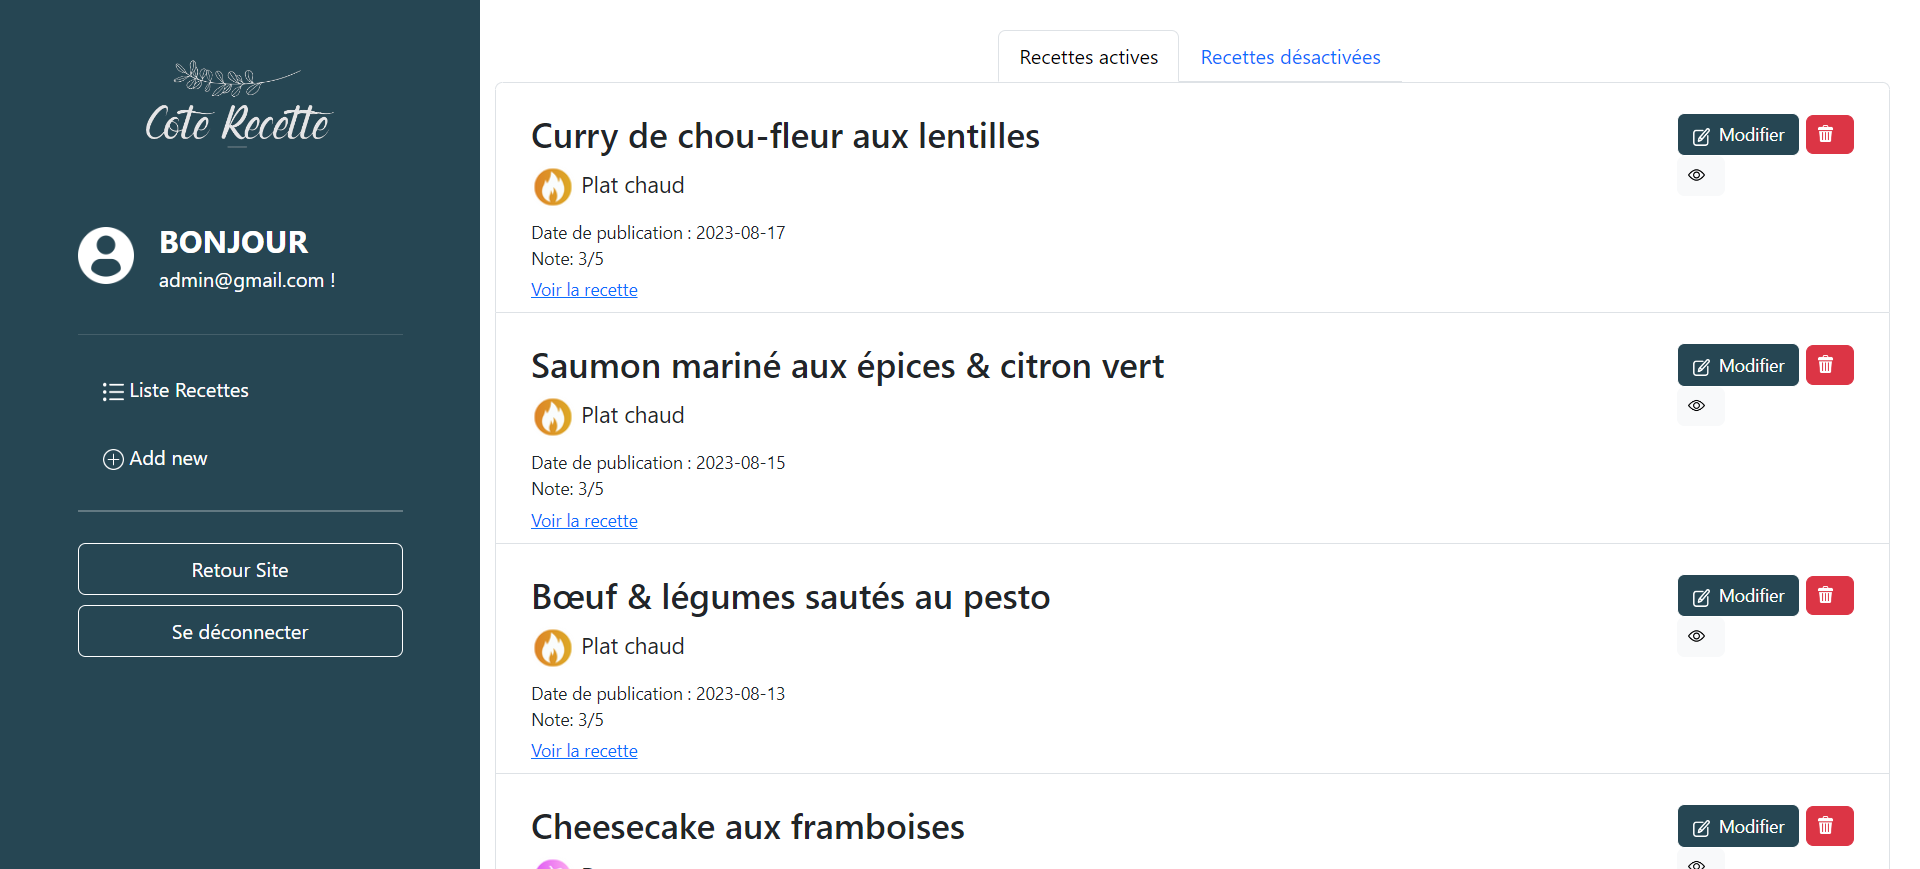 Cote Recette
BONJOUR
admin@gmail.com !
Liste Recettes
Add new
Retour Site
Se déconnecter
Recettes actives
Recettes désactivées
Curry de chou-fleur aux lentilles
Modifier
Plat chaud
Date de publication : 2023-08-17
Note: 3/5
Voir la recette
Saumon mariné aux épices & citron vert
Modifier
Plat chaud
Date de publication : 2023-08-15
Note: 3/5
Voir la recette
Bœuf & légumes sautés au pesto
Modifier
Plat chaud
Date de publication : 2023-08-13
Note: 3/5
Voir la recette
Cheesecake aux framboises
Modifier